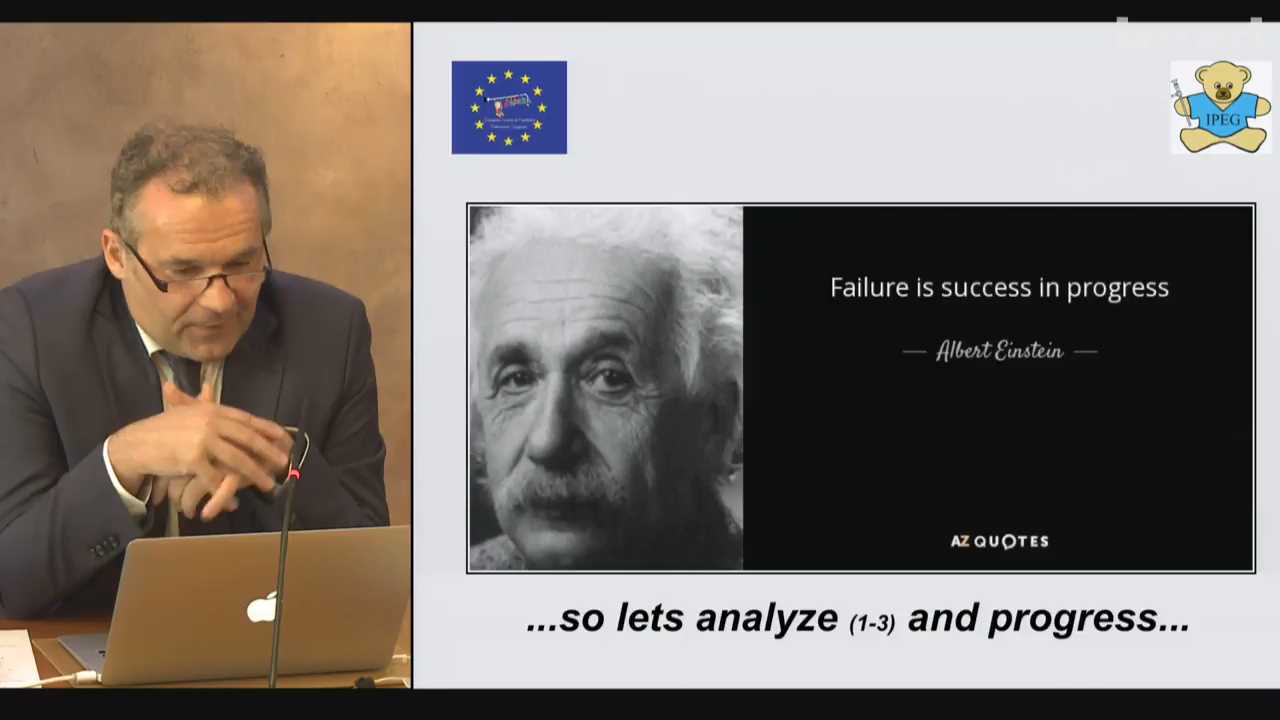 IPEG
Failure is success in progress
— Albert Einstein —
AZ QUOTES
...so lets analyze (1-3) and progress...